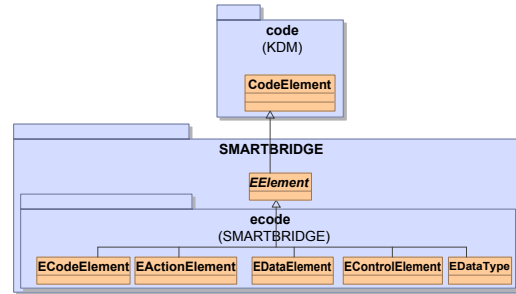 code
(KDM)
CodeElement
SMARTBRIDGE
EElement
ecode
(SMARTBRIDGE)
ECodeElement EActionElement EDataElement EControlElement EDataType